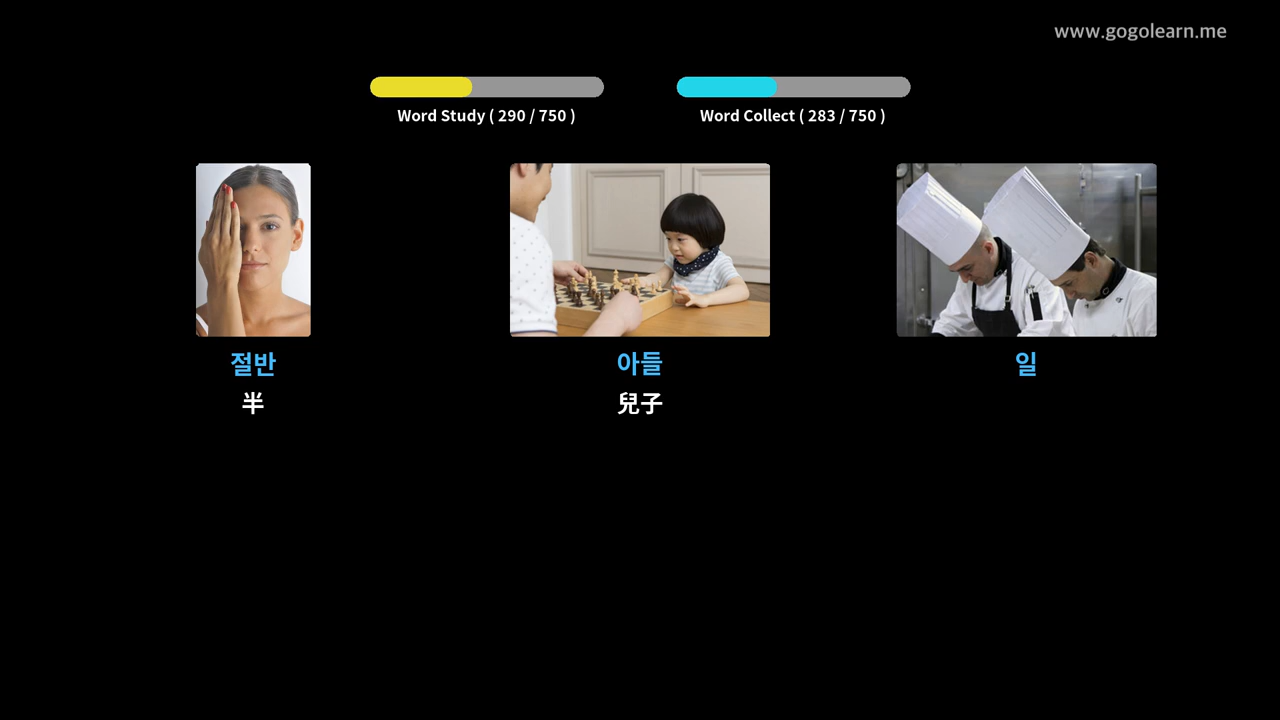 www.gogolearn.me
Word Study ( 290 / 750 )
Word Collect ( 283 / 750 )
절반
아들
일
半
兒子